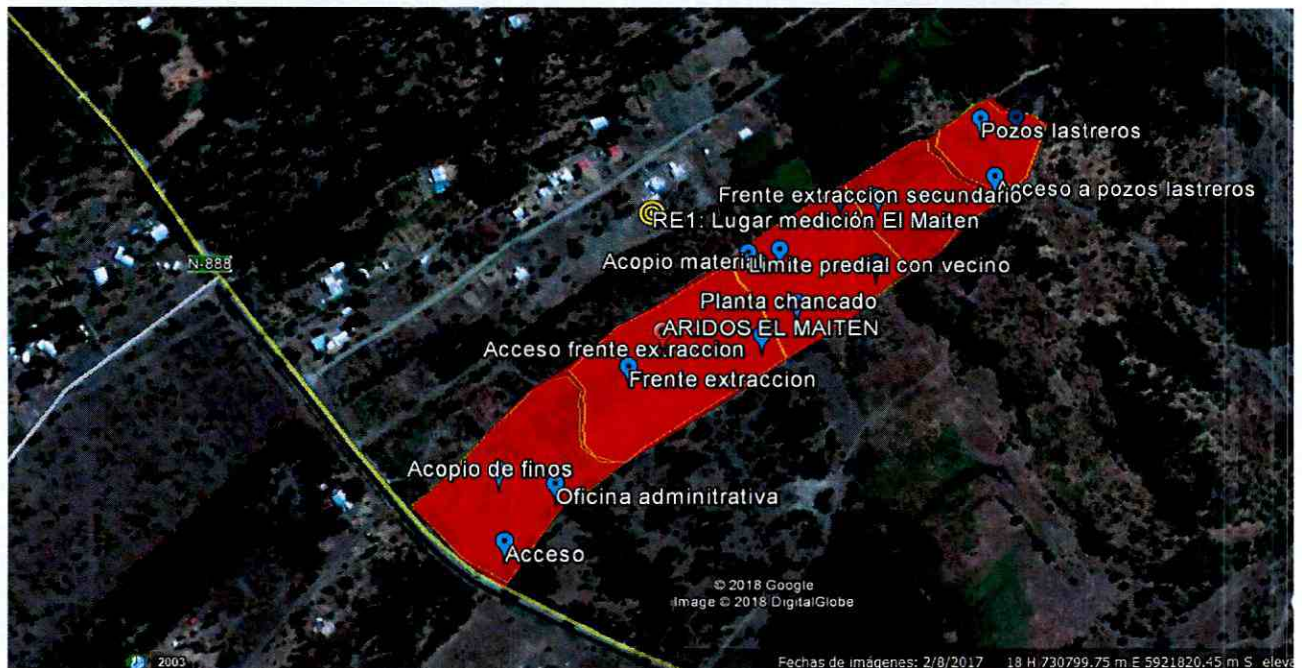 Pozos lastreros
Acceso a pozos lastreros
Frente extraccion secundario
RE1: Lugar medición El Maiten
N-888
Acopio material
Limite predial con vecino
Planta chancado
ARIDOS EL MAITEN
Acceso frente extraccion
Frente extraccion
Acopio de finos
Oficina adminitrativa
Acceso
© 2018 Google
Image © 2018 DigitalGlobe
2003
Fechas de imágenes: 2/8/2017 18 H 730799.75 m E 5921820.45 m S eleva